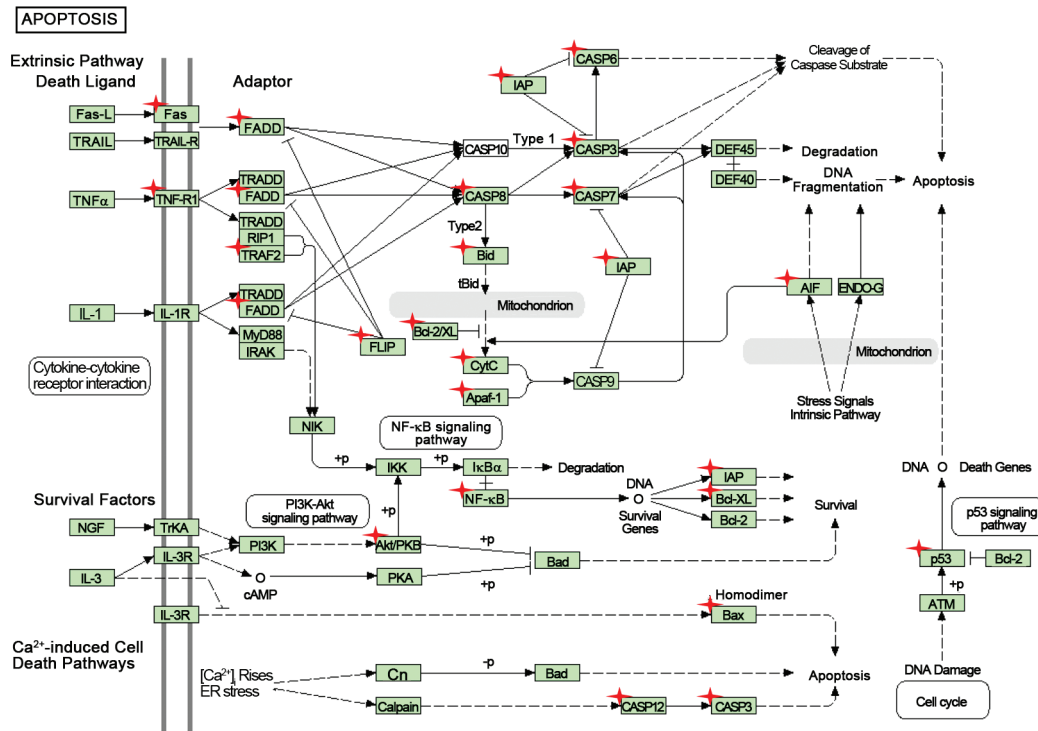 APOPTOSIS
Extrinsic Pathway
Death Ligand
Adaptor
Fas-L
Fas
FADD
TRAIL
TRAIL-R
TNFα
TNF-R1
TRADD
FADD
TRADD
RIP1
TRAF2
IL-1
IL-1R
TRADD
FADD
MyD88
IRAK
FLIP
Cytokine-cytokine
receptor interaction
IAP
CASP6
CASP10
Type 1
CASP3
CASP8
CASP7
Type2
Bid
tBid
IAP
Mitochondrion
Bcl-2/XL
CytC
Apaf-1
CASP9
Cleavage of
Caspase Substrate
DEF45
Degradation
DEF40
DNA
Fragmentation
Apoptosis
AIF
ENDO-G
Mitochondrion
Stress Signals
Intrinsic Pathway
NIK
NF-κB signaling
pathway
+p
IKK
+p
IκBα
Degradation
NF-κB
DNA
Survival
Genes
IAP
Bcl-XL
Bcl-2
Survival
DNA
Death Genes
p53 signaling
pathway
p53
Bcl-2
+p
ATM
DNA Damage
Cell cycle
Survival Factors
PI3K-Akt
signaling pathway
+p
NGF
TrKA
PI3K
Akt/PKB
+p
IL-3R
Bad
IL-3
cAMP
PKA
+p
IL-3R
Homodimer
Bax
Ca²⁺-induced Cell
Death Pathways
[Ca²⁺], Rises
ER stress
Cn
-p
Bad
Apoptosis
Calpain
CASP12
CASP3